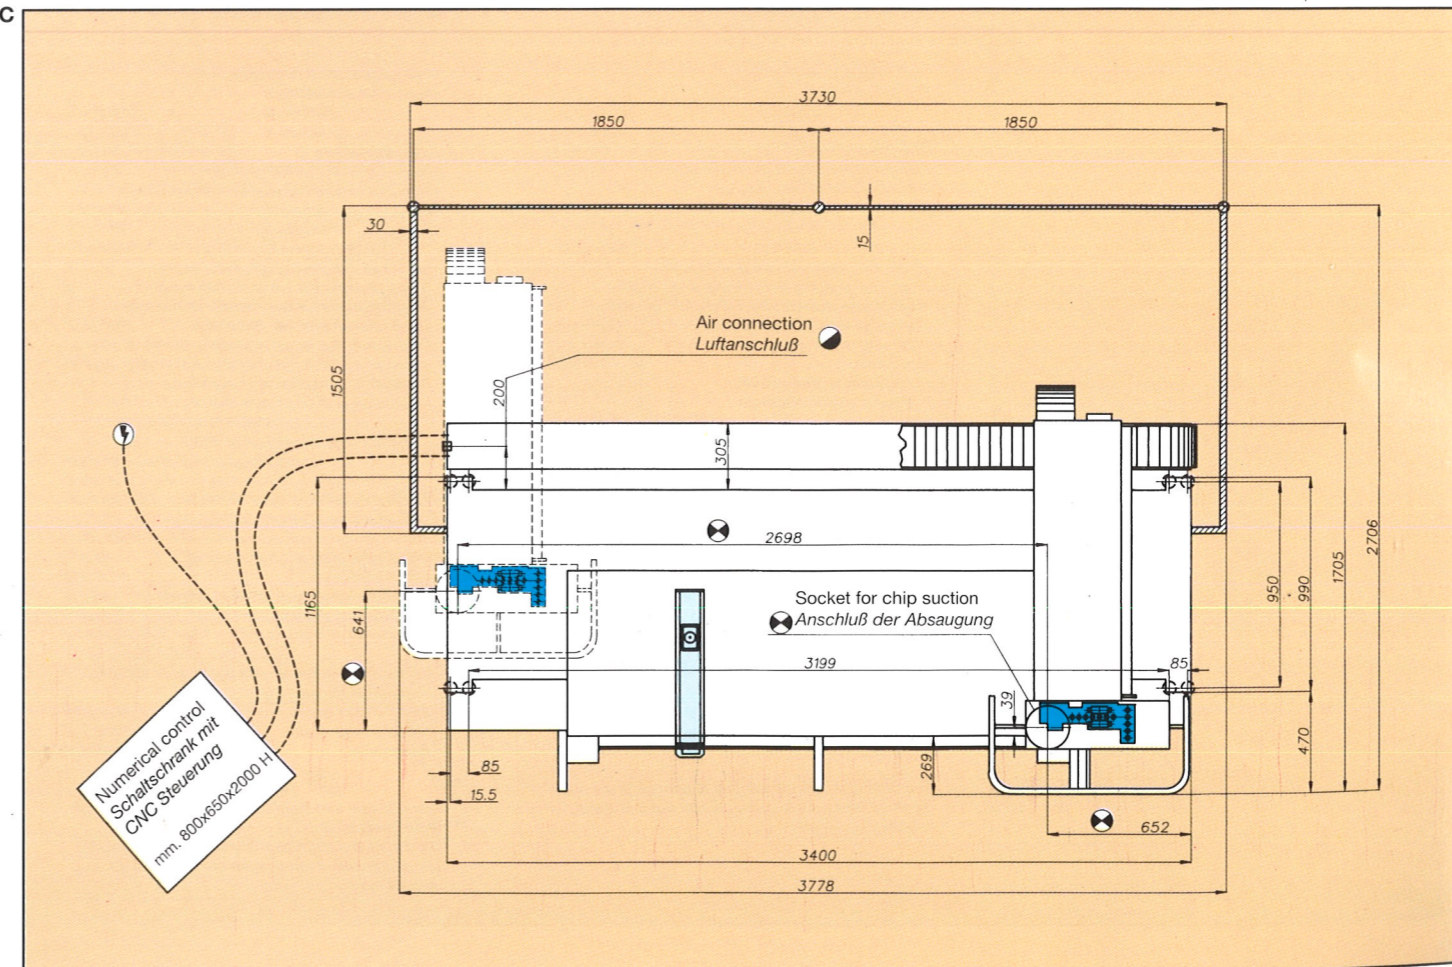 C
3730
1850
1850
30
15
Air connection
Luftanschluß
1505
200
305
2698
2706
1705
990
950
1165
641
Socket for chip suction
Anschluß der Absaugung
3199
85
39
470
269
Numerical control
Schaltschrank mit
CNC Steuerung
mm. 800x650x2000 H
85
15.5
652
3400
3778